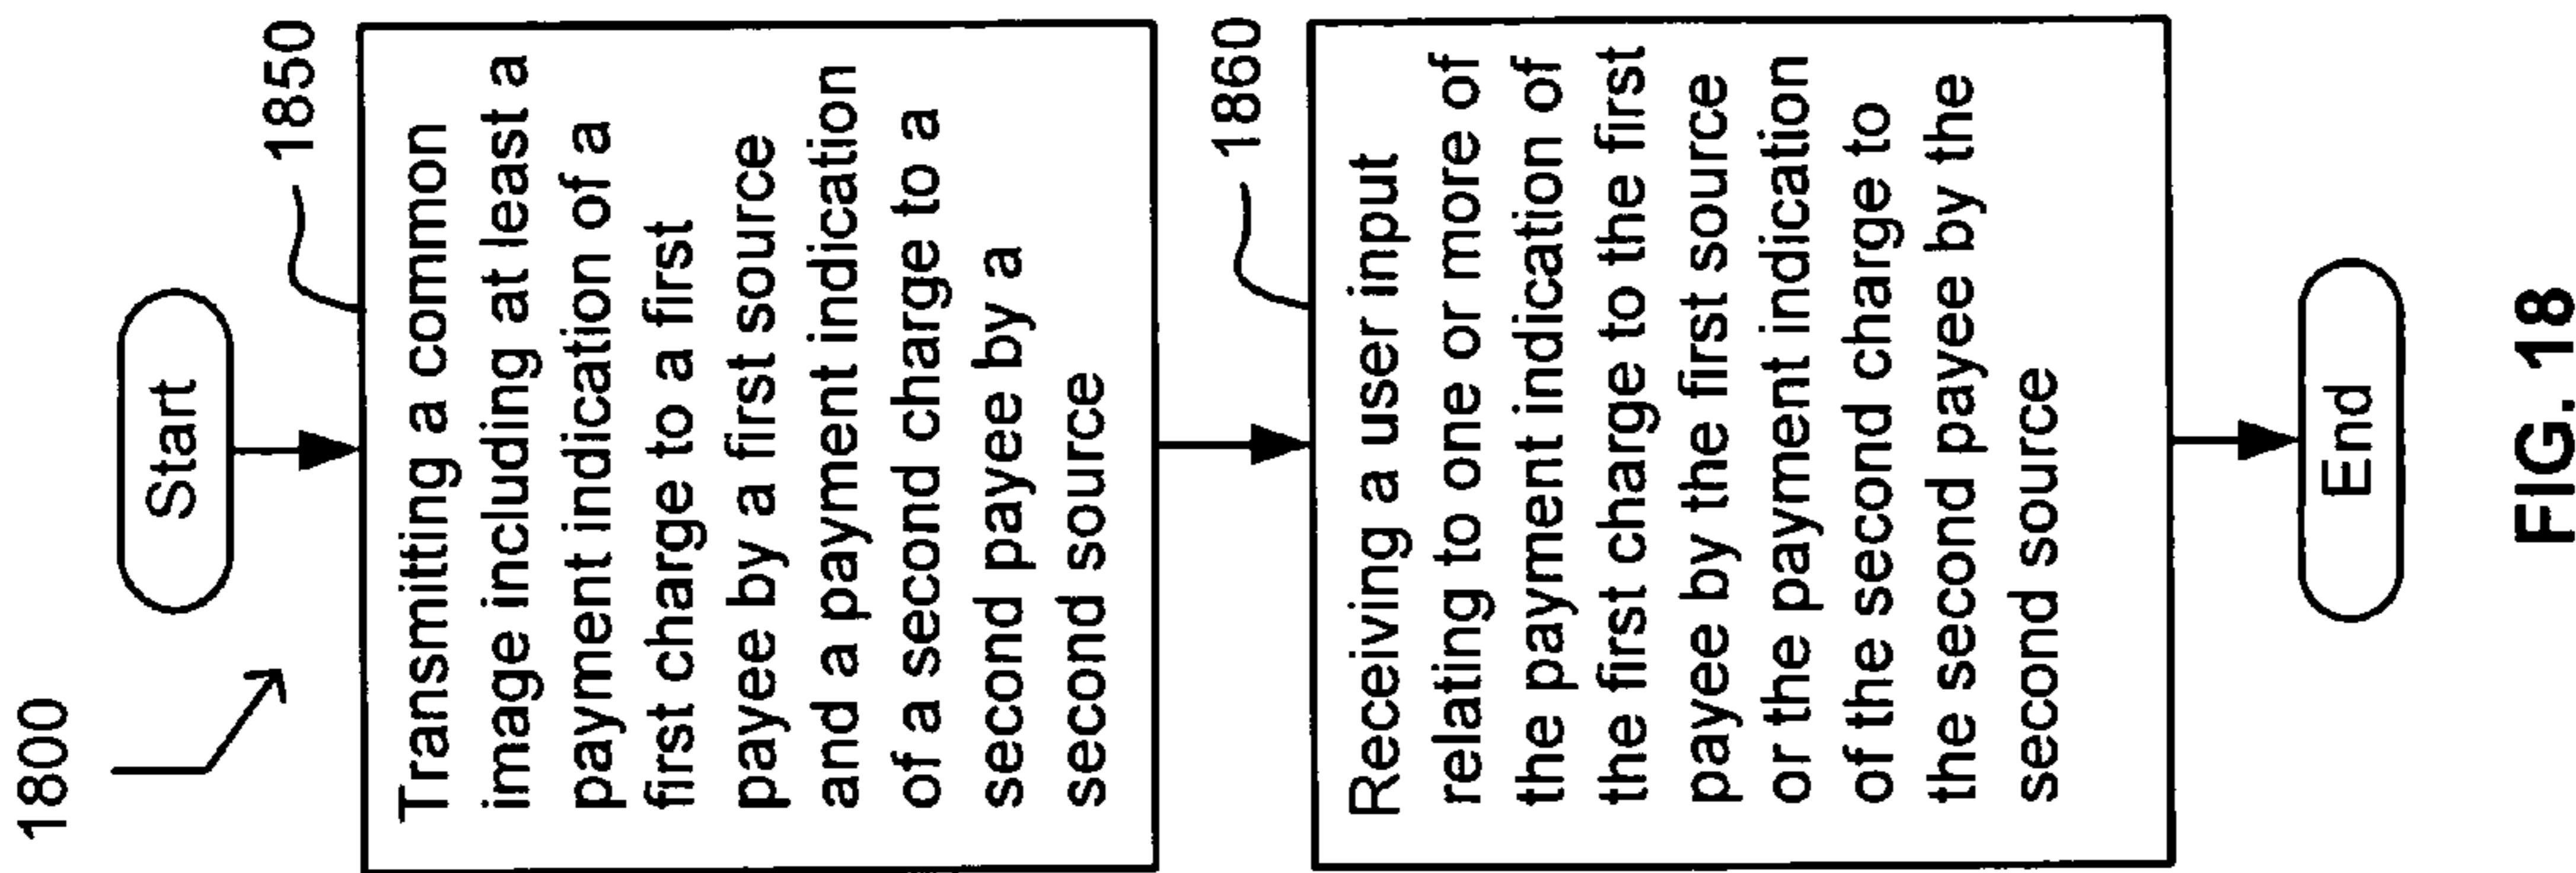 1800
Start
1850
Transmitting a common
image including at least a
payment indication of a
first charge to a first
payee by a first source
and a payment indication
of a second charge to a
second payee by a
second source
1860
Receiving a user input
relating to one or more of
the payment indication of
the first charge to the first
payee by the first source
or the payment indication
of the second charge to
the second payee by the
second source
End
FIG. 18